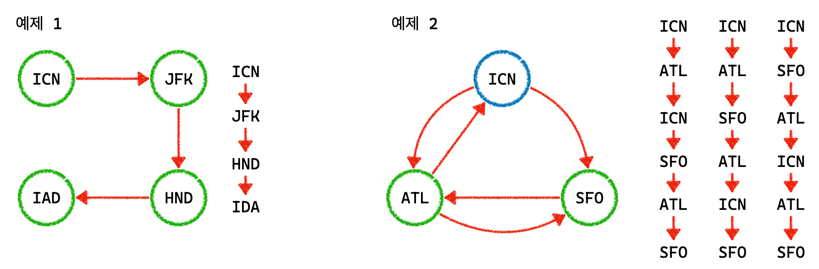 예제 1
ICN
JFK
IAD
HND
ICN
JFK
HND
IDA
예제 2
ICN
ATL
SFO
ICN
ATL
ICN
SFO
ATL
SFO
ICN
ATL
SFO
ATL
ICN
SFO
ICN
SFO
ATL
ICN
ATL
SFO